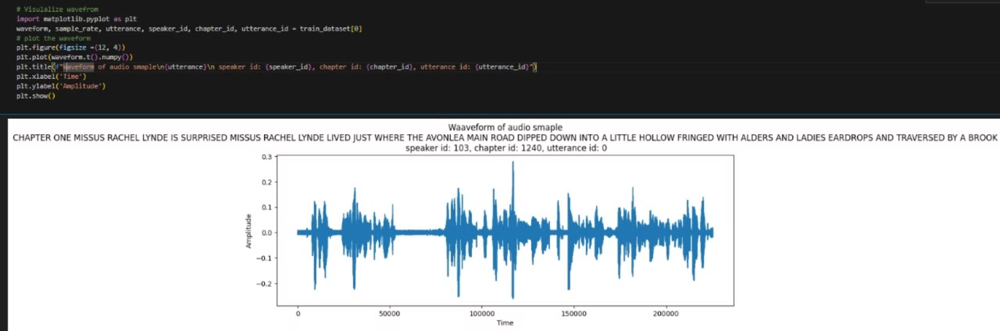 # Visulalize wavefrom
import matplotlib.pyplot as plt
waveform, sample_rate, utterance, speaker_id, chapter_id, utterance_id = train_dataset[0]
# plot the waveform
plt.figure(figsize =(12, 4))
plt.plot(waveform.t().numpy())
plt.title(f"Waveform of audio smaple\n{utterance}\n speaker id: {speaker_id}, chapter id: {chapter_id}, utterance id: {utterance_id}")
plt.xlabel('Time')
plt.ylabel('Amplitude')
plt.show()
Waaveform of audio smaple
CHAPTER ONE MISSUS RACHEL LYNDE IS SURPRISED MISSUS RACHEL LYNDE LIVED JUST WHERE THE AVONLEA MAIN ROAD DIPPED DOWN INTO A LITTLE HOLLOW FRINGED WITH ALDERS AND LADIES EARDROPS AND TRAVERSED BY A BROOK
speaker id: 103, chapter id: 1240, utterance id: 0
0.3
0.2
0.1
0.0
−0.1
−0.2
Amplitude
0 50000 100000 150000 200000
Time